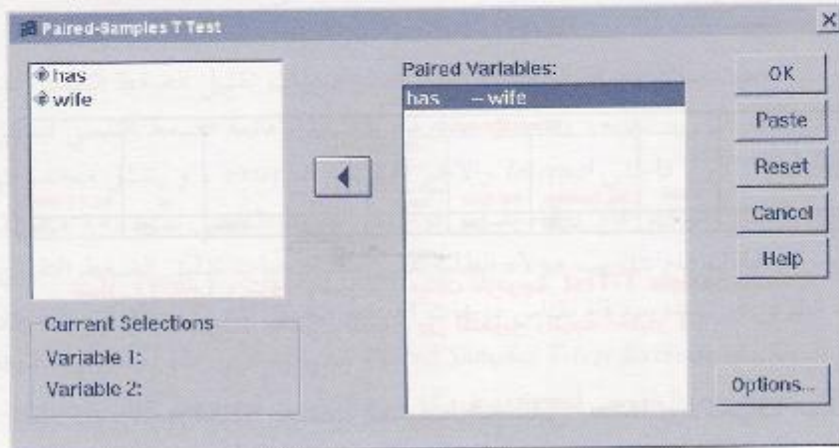 Paired-Samples T Test
has
wife
Paired Variables:
has -- wife
OK
Paste
Reset
Cancel
Help
Current Selections
Variable 1:
Variable 2:
Options...